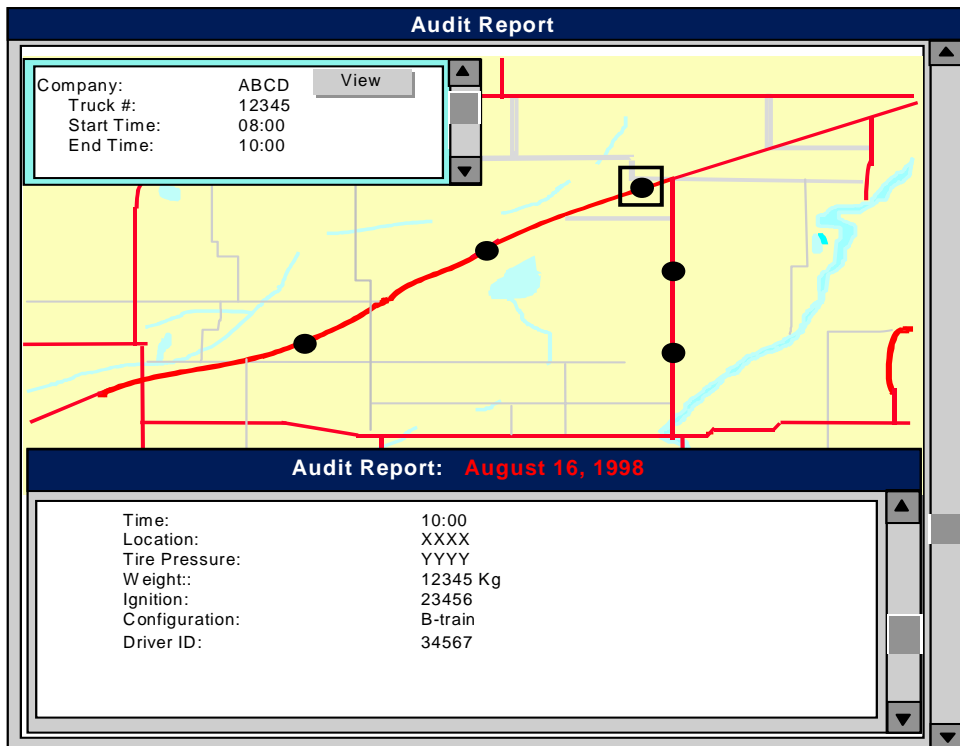 Audit Report
Company: ABCD View
Truck #: 12345
Start Time: 08:00
End Time: 10:00
Audit Report: August 16, 1998
Time: 10:00
Location: XXXX
Tire Pressure: YYYY
Weight:: 12345 Kg
Ignition: 23456
Configuration: B-train
Driver ID: 34567